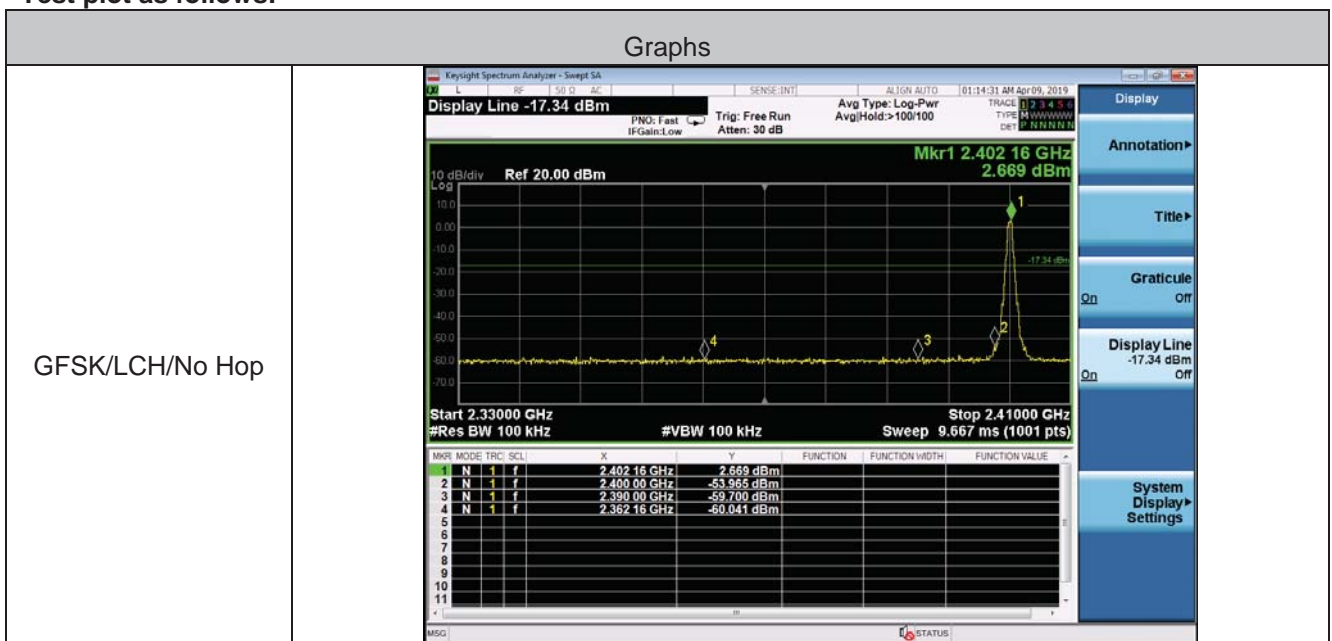 Test plot as follows:
Graphs
GFSK/LCH/No Hop
Keysight Spectrum Analyzer - Swept SA
L RF 50 Ω AC SENSE:INT ALIGN AUTO 01:14:31 AM Apr 09, 2019
Display Line -17.34 dBm
PNO: Fast
IFGain:Low
Trig: Free Run
Atten: 30 dB
Avg Type: Log-Pwr
Avg|Hold:>100/100
TRACE 1 2 3 4 5 6
TYPE M WWWWW
DET P N N N N N
Mkr1 2.402 16 GHz
2.669 dBm
10 dB/div Ref 20.00 dBm
Log
10.0
0.00
-10.0
-20.0
-30.0
-40.0
-50.0
-60.0
-70.0
1
-17.34 dBm
2
3
4
Start 2.33000 GHz Stop 2.41000 GHz
#Res BW 100 kHz #VBW 100 kHz Sweep 9.667 ms (1001 pts)
MKR MODE TRC SCL X Y FUNCTION FUNCTION WIDTH FUNCTION VALUE
1 N 1 f 2.402 16 GHz 2.669 dBm
2 N 1 f 2.400 00 GHz -53.965 dBm
3 N 1 f 2.390 00 GHz -59.700 dBm
4 N 1 f 2.362 16 GHz -60.041 dBm
5
6
7
8
9
10
11
MSG STATUS
Display
Annotation
Title
Graticule
On Off
Display Line
-17.34 dBm
On Off
System
Display
Settings